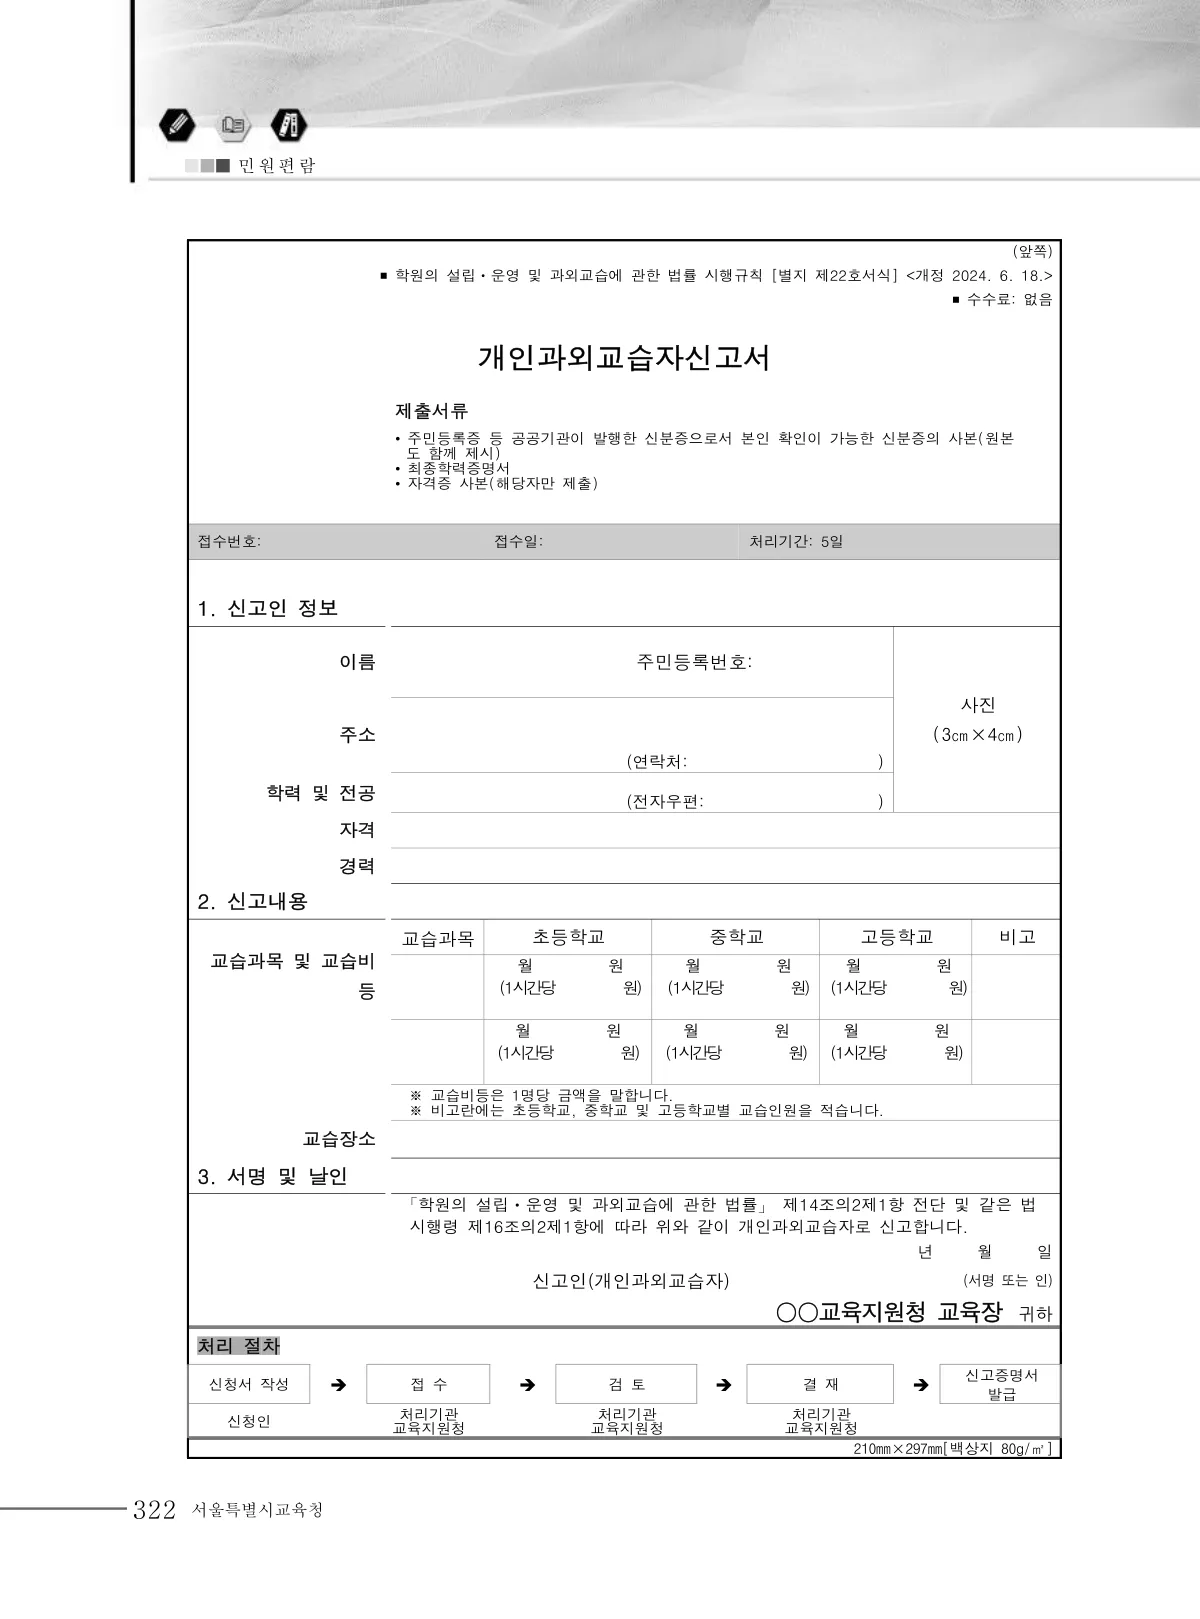 민원편람
(앞쪽)
■ 학원의 설립·운영 및 과외교습에 관한 법률 시행규칙 [별지 제22호서식] <개정 2024. 6. 18.>
■ 수수료: 없음
개인과외교습자신고서
제출서류
• 주민등록증 등 공공기관이 발행한 신분증으로서 본인 확인이 가능한 신분증의 사본(원본
도 함께 제시)
• 최종학력증명서
• 자격증 사본(해당자만 제출)
접수번호: 접수일: 처리기간: 5일
1. 신고인 정보
이름 주민등록번호:
사진
(3㎝×4㎝)
주소
(연락처: )
학력 및 전공
(전자우편: )
자격
경력
2. 신고내용
교습과목 및 교습비
등
교습과목 초등학교 중학교 고등학교 비고
월 원 월 원 월 원
(1시간당 원) (1시간당 원) (1시간당 원)
월 원 월 원 월 원
(1시간당 원) (1시간당 원) (1시간당 원)
※ 교습비등은 1명당 금액을 말합니다.
※ 비고란에는 초등학교, 중학교 및 고등학교별 교습인원을 적습니다.
교습장소
3. 서명 및 날인
「학원의 설립·운영 및 과외교습에 관한 법률」 제14조의2제1항 전단 및 같은 법
시행령 제16조의2제1항에 따라 위와 같이 개인과외교습자로 신고합니다.
년 월 일
신고인(개인과외교습자) (서명 또는 인)
○○교육지원청 교육장 귀하
처리 절차
신청서 작성 ➔ 접 수 ➔ 검 토 ➔ 결 재 ➔ 신고증명서
발급
신청인 처리기관 처리기관 처리기관
교육지원청 교육지원청 교육지원청
210㎜×297㎜[백상지 80g/㎡]
322 서울특별시교육청